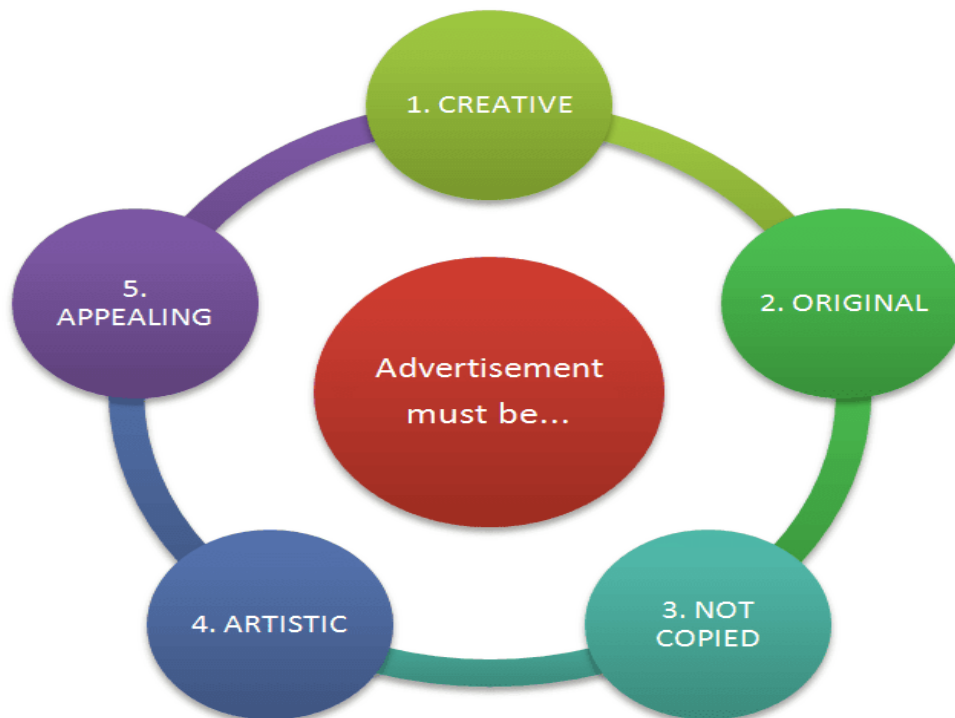 1. CREATIVE
2. ORIGINAL
3. NOT
COPIED
4. ARTISTIC
5.
APPEALING
Advertisement
must be...